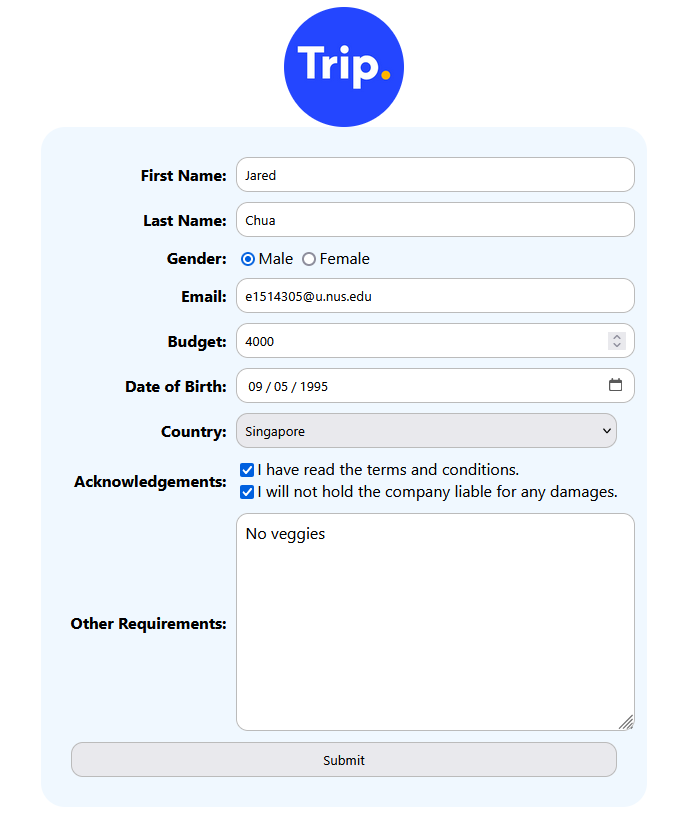 Trip.
First Name: Jared
Last Name: Chua
Gender: Male Female
Email: e1514305@u.nus.edu
Budget: 4000
Date of Birth: 09 / 05 / 1995
Country: Singapore
Acknowledgements: I have read the terms and conditions.
I will not hold the company liable for any damages.
Other Requirements: No veggies
Submit